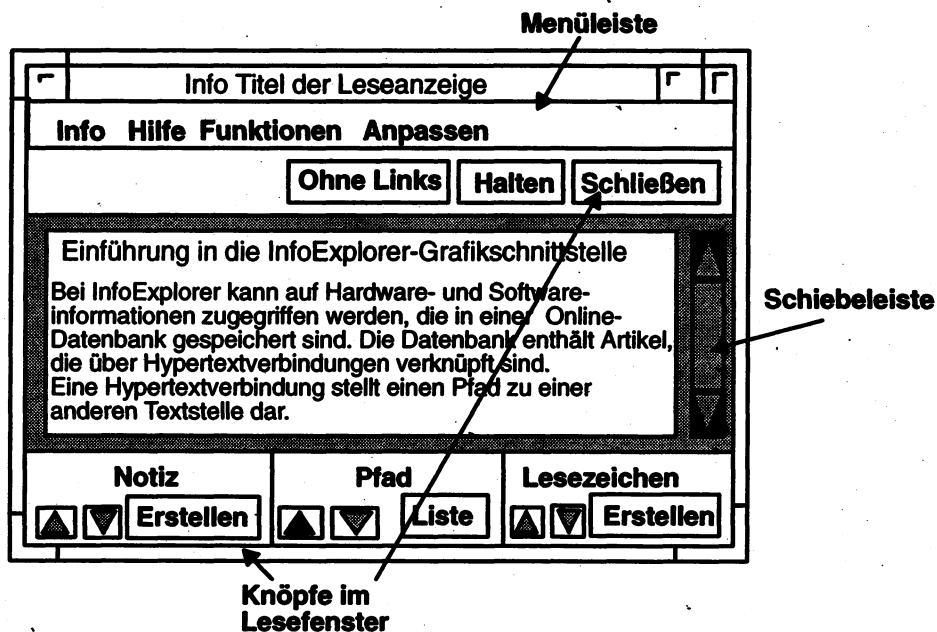 Menüleiste
Info Titel der Leseanzeige
Info Hilfe Funktionen Anpassen
Ohne Links Halten Schließen
Einführung in die InfoExplorer-Grafikschnittstelle
Bei InfoExplorer kann auf Hardware- und Software-
informationen zugegriffen werden, die in einer Online-
Datenbank gespeichert sind. Die Datenbank enthält Artikel,
die über Hypertextverbindungen verknüpft sind.
Eine Hypertextverbindung stellt einen Pfad zu einer
anderen Textstelle dar.
Schiebeleiste
Notiz Pfad Lesezeichen
Erstellen Liste Erstellen
Knöpfe im
Lesefenster